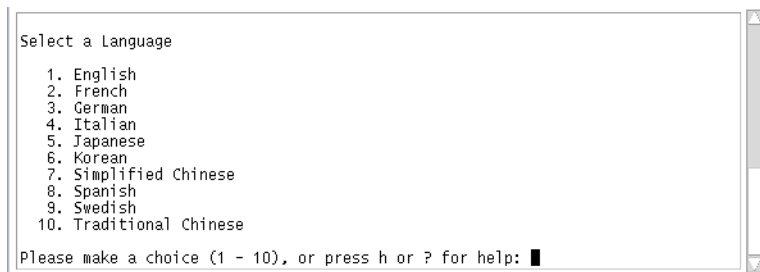 Select a Language
1. English
2. French
3. German
4. Italian
5. Japanese
6. Korean
7. Simplified Chinese
8. Spanish
9. Swedish
10. Traditional Chinese
Please make a choice (1 - 10), or press h or ? for help: